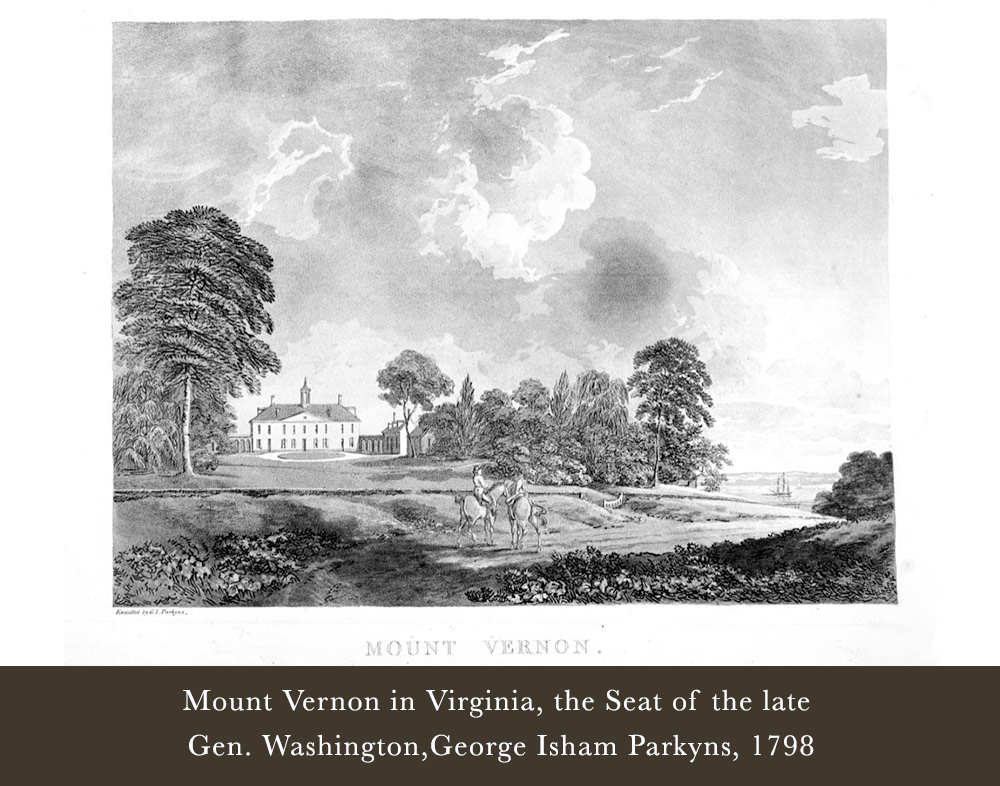 Executed by G. I. Parkyns.
MOUNT VERNON.
Mount Vernon in Virginia, the Seat of the late
Gen. Washington,George Isham Parkyns, 1798